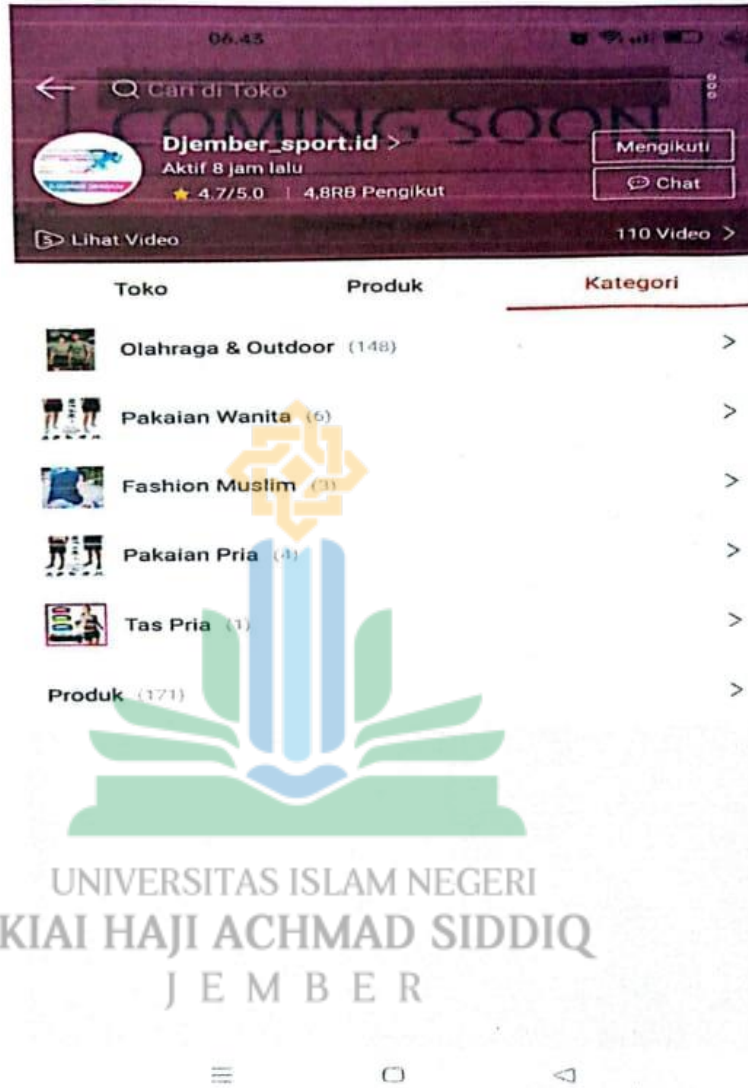 06.43
Cari di Toko
COMING SOON
Djember_sport.id >
Mengikuti
Aktif 8 jam lalu
4.7/5.0 | 4,8RB Pengikut
Chat
Lihat Video
110 Video >
Toko Produk Kategori
Olahraga & Outdoor (148) >
Pakaian Wanita (6) >
Fashion Muslim (3) >
Pakaian Pria (4) >
Tas Pria (1) >
Produk (171) >
UNIVERSITAS ISLAM NEGERI
KIAI HAJI ACHMAD SIDDIQ
JEMBER